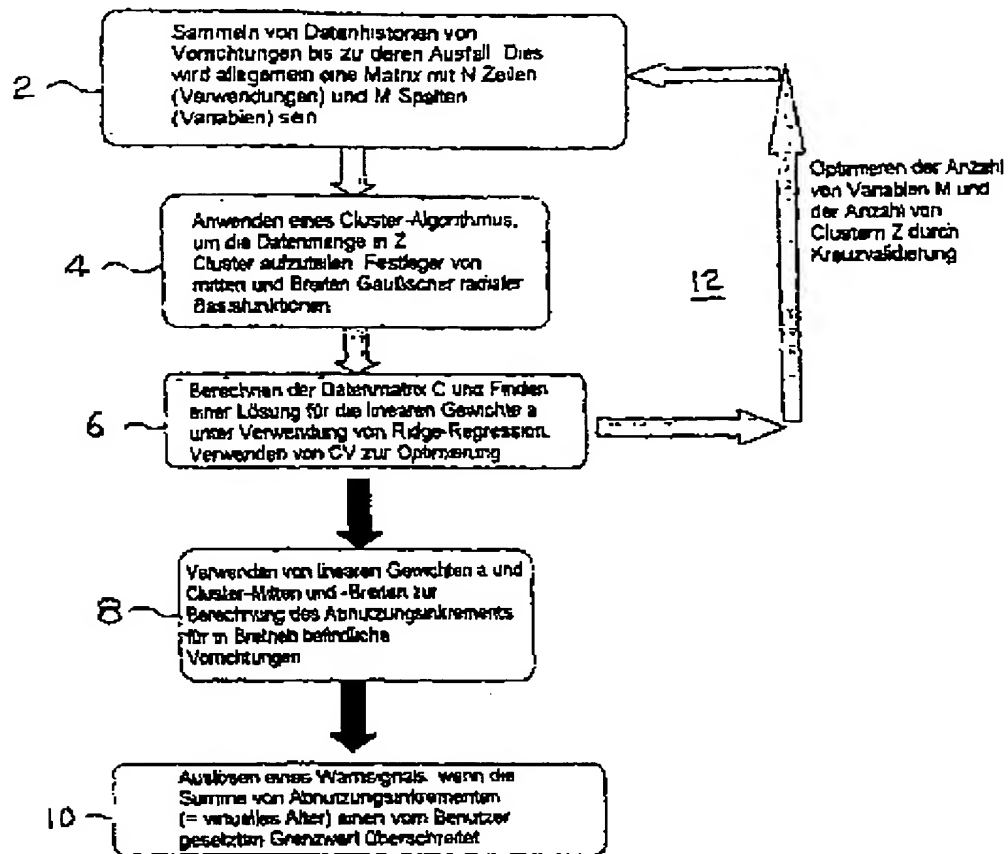 2
Sammeln von Datenhistorien von
Vorrichtungen bis zu deren Ausfall. Dies
wird allegemein eine Matrix mit N Zeilen
(Verwendungen) und M Spalten
(Variablen) sein
4
Anwenden eines Cluster-Algorithmus,
um die Datenmenge in Z
Cluster aufzuteilen. Festlegen von
mitten und Breiten Gaußscher radialer
Basisfunktionen
6
Berechnen der Datenmatrix C und Finden
einer Lösung für die linearen Gewichte a
unter Verwendung von Ridge-Regression.
Verwenden von CV zur Optimierung
12
Optimieren der Anzahl
von Variablen M und
der Anzahl von
Clustern Z durch
Kreuzvalidierung
8
Verwenden von linearen Gewichten a und
Cluster-Mitten und -Breiten zur
Berechnung des Abnutzungsinkrements
für in Breiheb befindliche
Vorrichtungen
10
Auslösen eines Warnsignals, wenn die
Summe von Abnutzungsinkrementen
(= virtuelles Alter) einen vom Benutzer
gesetzten Grenzwert überschreitet